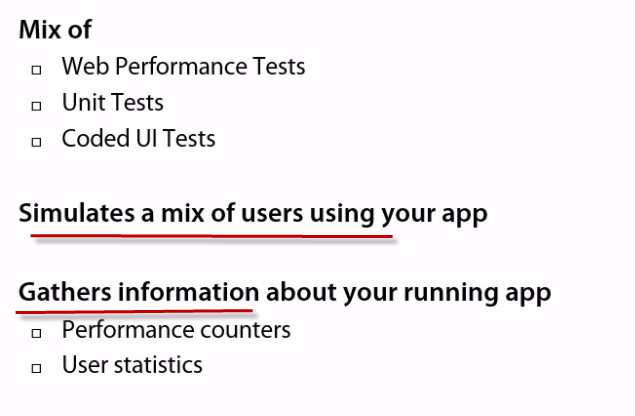 Mix of
Web Performance Tests
Unit Tests
Coded UI Tests
Simulates a mix of users using your app
Gathers information about your running app
Performance counters
User statistics